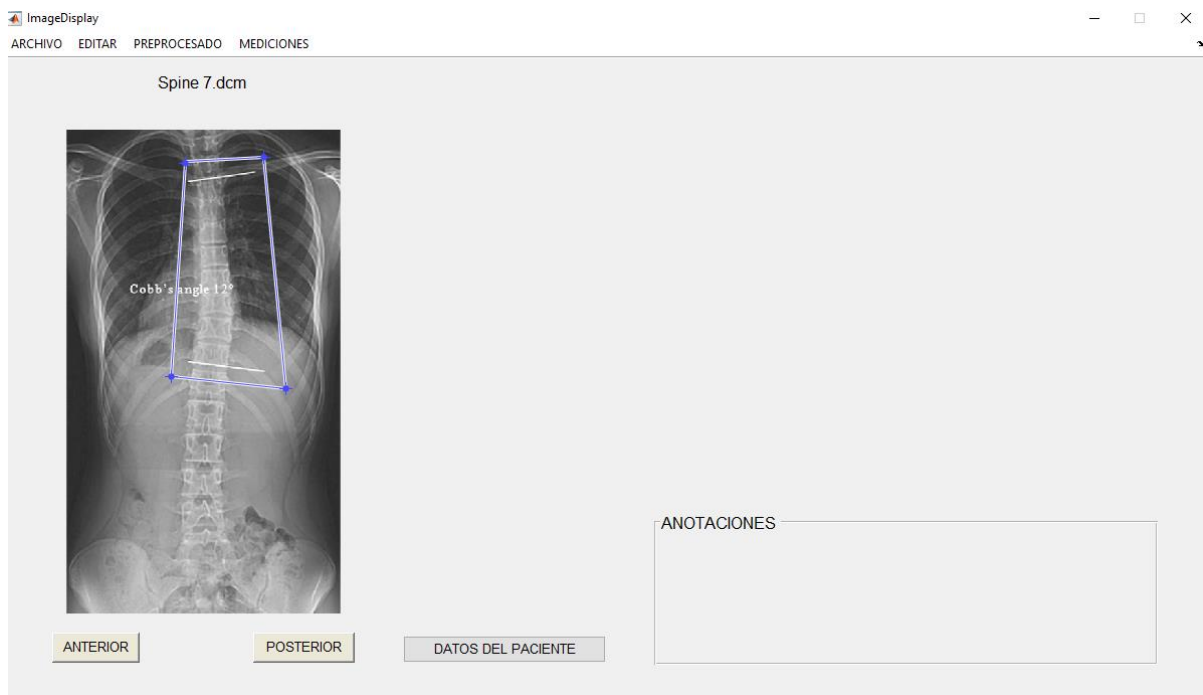 ImageDisplay
ARCHIVO EDITAR PREPROCESADO MEDICIONES
Spine 7.dcm
Cobb's angle 12°
ANOTACIONES
ANTERIOR
POSTERIOR
DATOS DEL PACIENTE